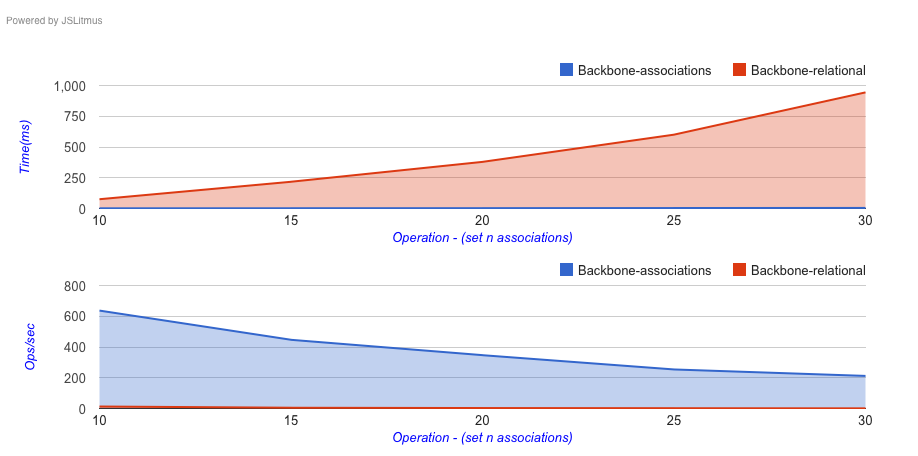 Powered by JSLitmus
Backbone-associations Backbone-relational
1,000
750
500
250
0
Time(ms)
10 15 20 25 30
Operation - (set n associations)
Backbone-associations Backbone-relational
800
600
400
200
0
Ops/sec
10 15 20 25 30
Operation - (set n associations)